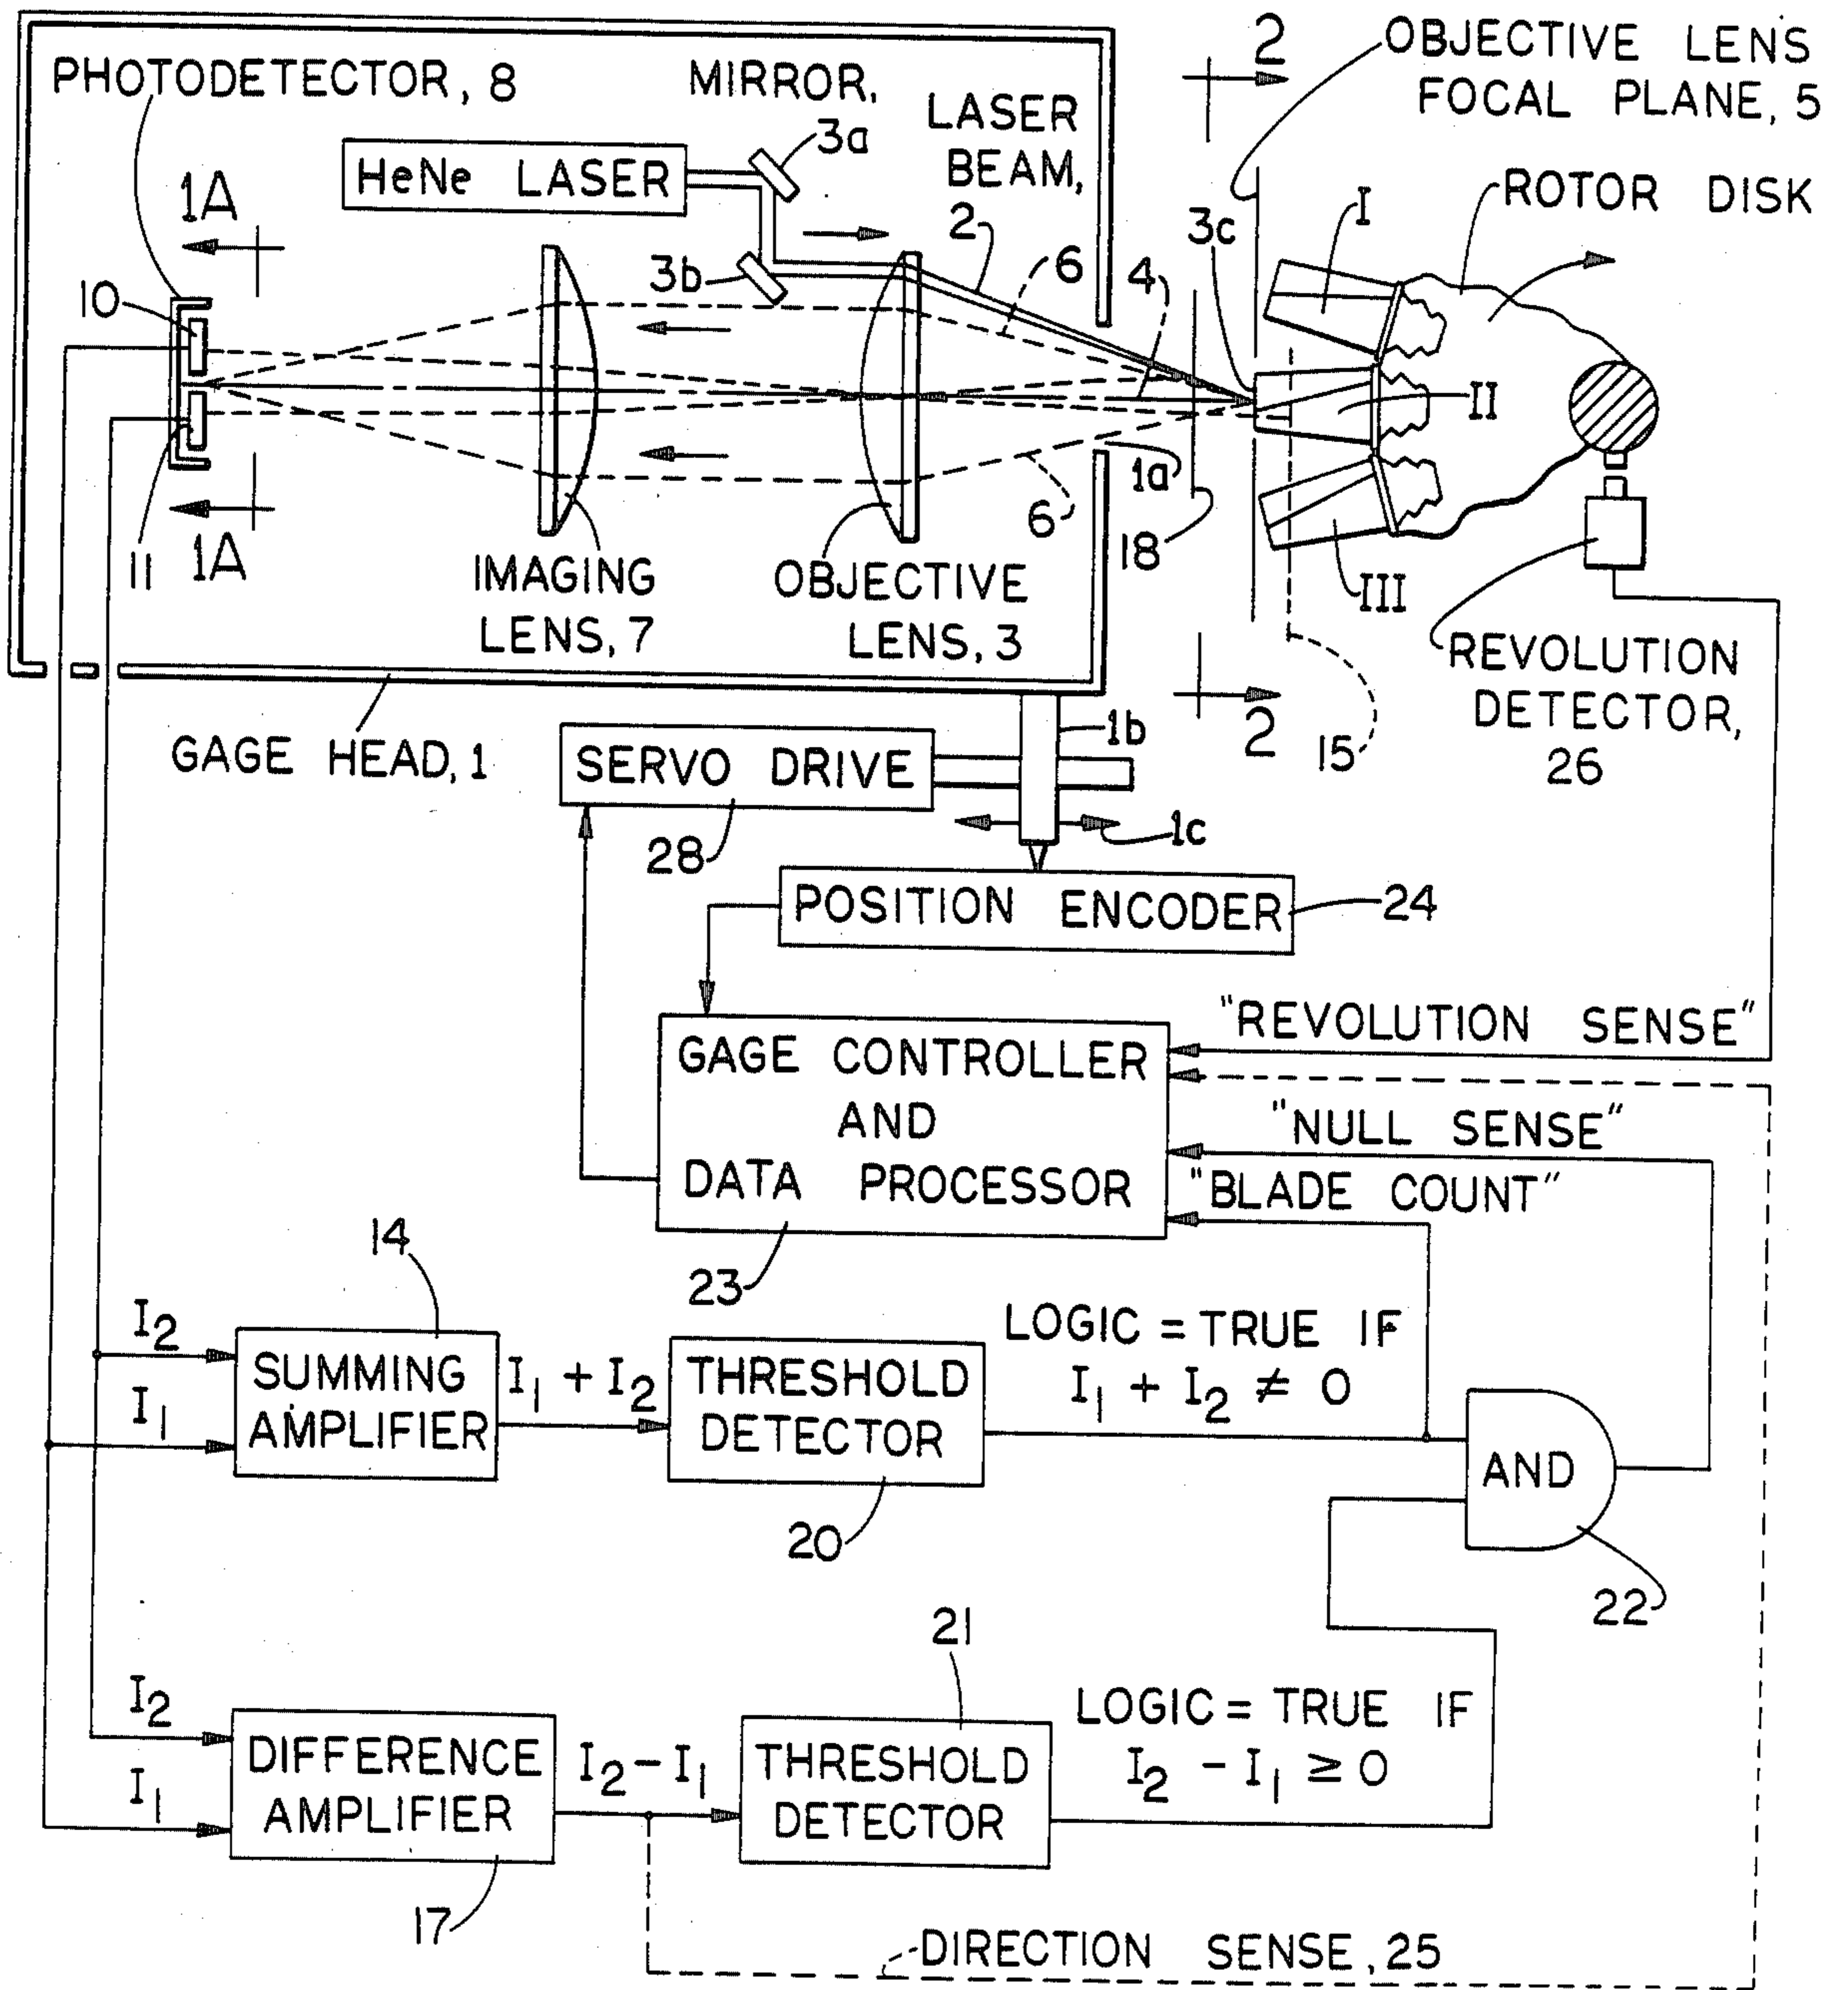 PHOTODETECTOR, 8
MIRROR,
3a
LASER
BEAM,
2
2
OBJECTIVE LENS
FOCAL PLANE, 5
HeNe LASER
1A
10
3b
6
4
3c
I
ROTOR DISK
II
11
1A
IMAGING
LENS, 7
OBJECTIVE
LENS, 3
6
1a
18
III
REVOLUTION
DETECTOR,
26
GAGE HEAD, 1
SERVO DRIVE
1b
2
15
28
1c
POSITION ENCODER
24
"REVOLUTION SENSE"
GAGE CONTROLLER
AND
DATA PROCESSOR
"NULL SENSE"
"BLADE COUNT"
23
14
I2
I1
SUMMING
AMPLIFIER
I1 + I2
THRESHOLD
DETECTOR
LOGIC = TRUE IF
I1 + I2 ≠ 0
AND
20
22
21
I2
I1
DIFFERENCE
AMPLIFIER
I2 - I1
THRESHOLD
DETECTOR
LOGIC = TRUE IF
I2 - I1 ≥ 0
17
DIRECTION SENSE, 25